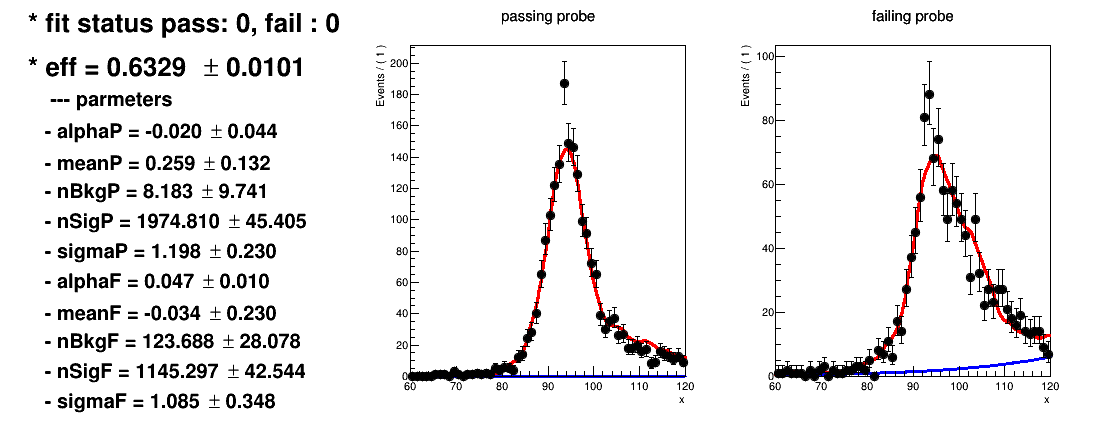 * fit status pass: 0, fail : 0
* eff = 0.6329 ± 0.0101
--- parmeters
- alphaP = -0.020 ± 0.044
- meanP = 0.259 ± 0.132
- nBkgP = 8.183 ± 9.741
- nSigP = 1974.810 ± 45.405
- sigmaP = 1.198 ± 0.230
- alphaF = 0.047 ± 0.010
- meanF = -0.034 ± 0.230
- nBkgF = 123.688 ± 28.078
- nSigF = 1145.297 ± 42.544
- sigmaF = 1.085 ± 0.348
passing probe
Events / ( 1 )
200
180
160
140
120
100
80
60
40
20
0
60 70 80 90 100 110 120
x
failing probe
Events / ( 1 )
100
80
60
40
20
0
60 70 80 90 100 110 120
x